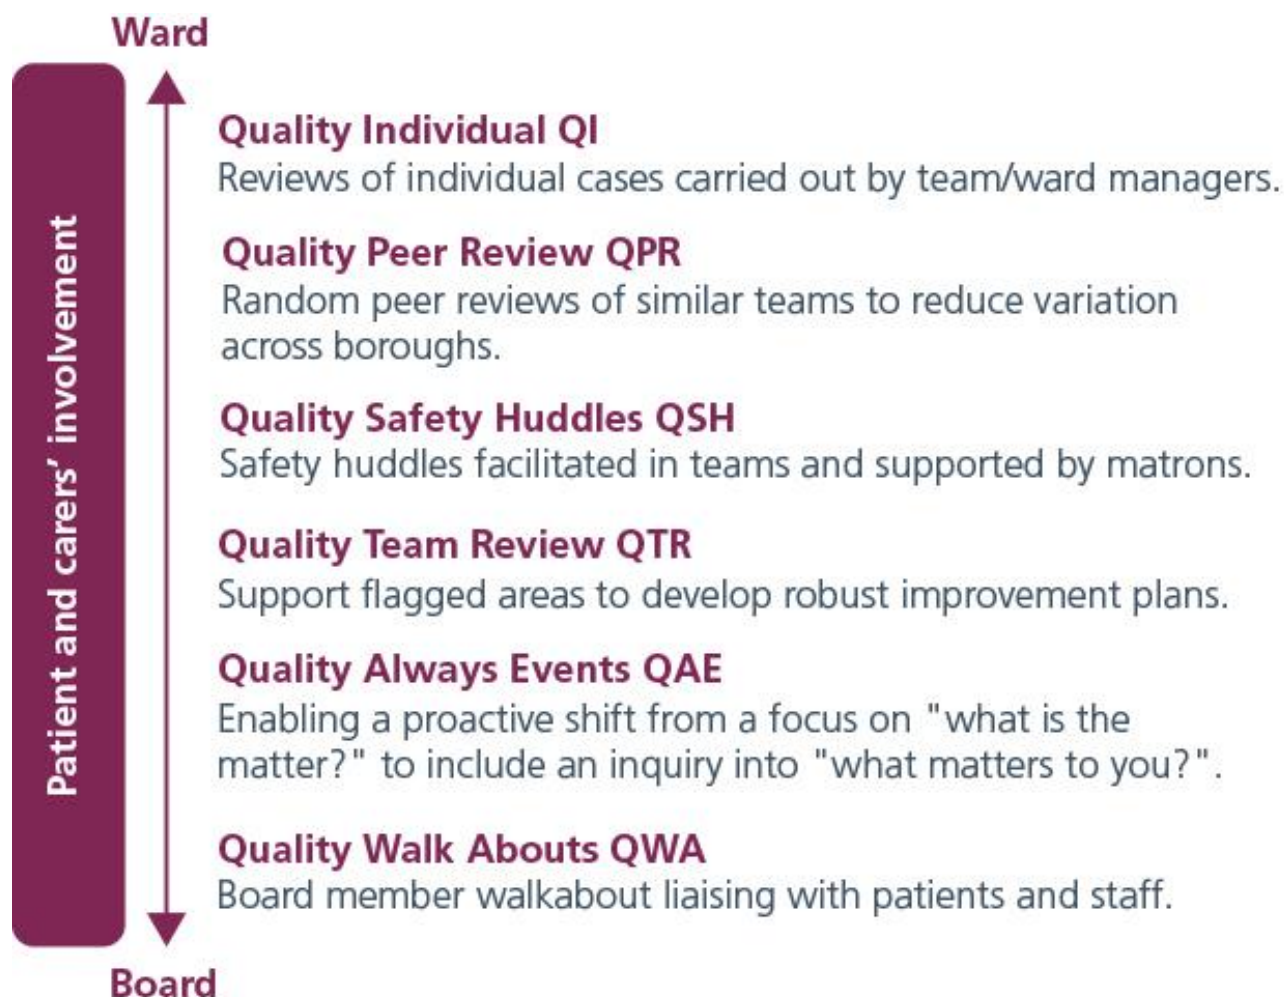 Ward
Patient and carers' involvement
Quality Individual QI
Reviews of individual cases carried out by team/ward managers.
Quality Peer Review QPR
Random peer reviews of similar teams to reduce variation
across boroughs.
Quality Safety Huddles QSH
Safety huddles facilitated in teams and supported by matrons.
Quality Team Review QTR
Support flagged areas to develop robust improvement plans.
Quality Always Events QAE
Enabling a proactive shift from a focus on "what is the
matter?" to include an inquiry into "what matters to you?".
Quality Walk Abouts QWA
Board member walkabout liaising with patients and staff.
Board